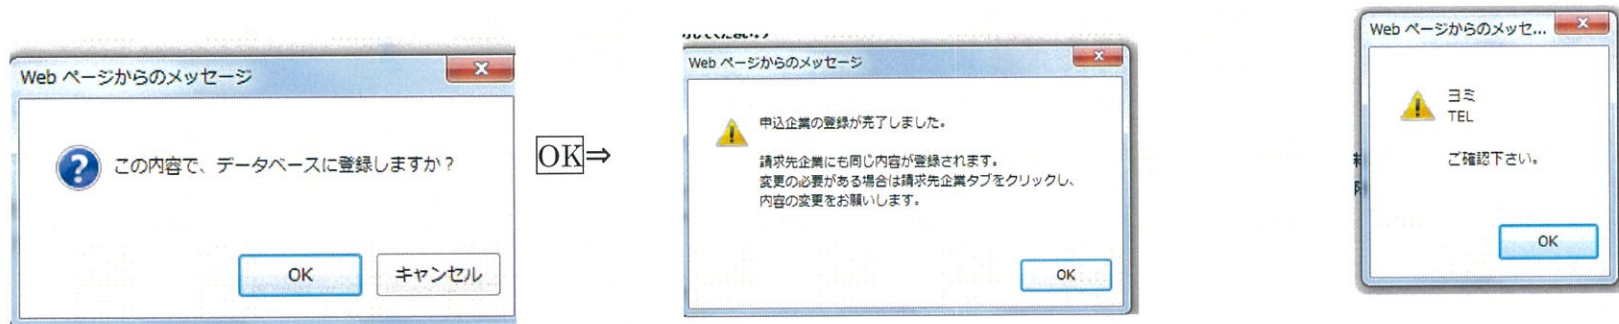 Web ページからのメッセージ
この内容で、データベースに登録しますか？
OK
キャンセル
OK⇒
Web ページからのメッセージ
申込企業の登録が完了しました。
請求先企業にも同じ内容が登録されます。
変更の必要がある場合は請求先企業タブをクリックし、
内容の変更をお願いします。
OK
Web ページからのメッセ...
ヨミ
TEL
ご確認下さい。
OK